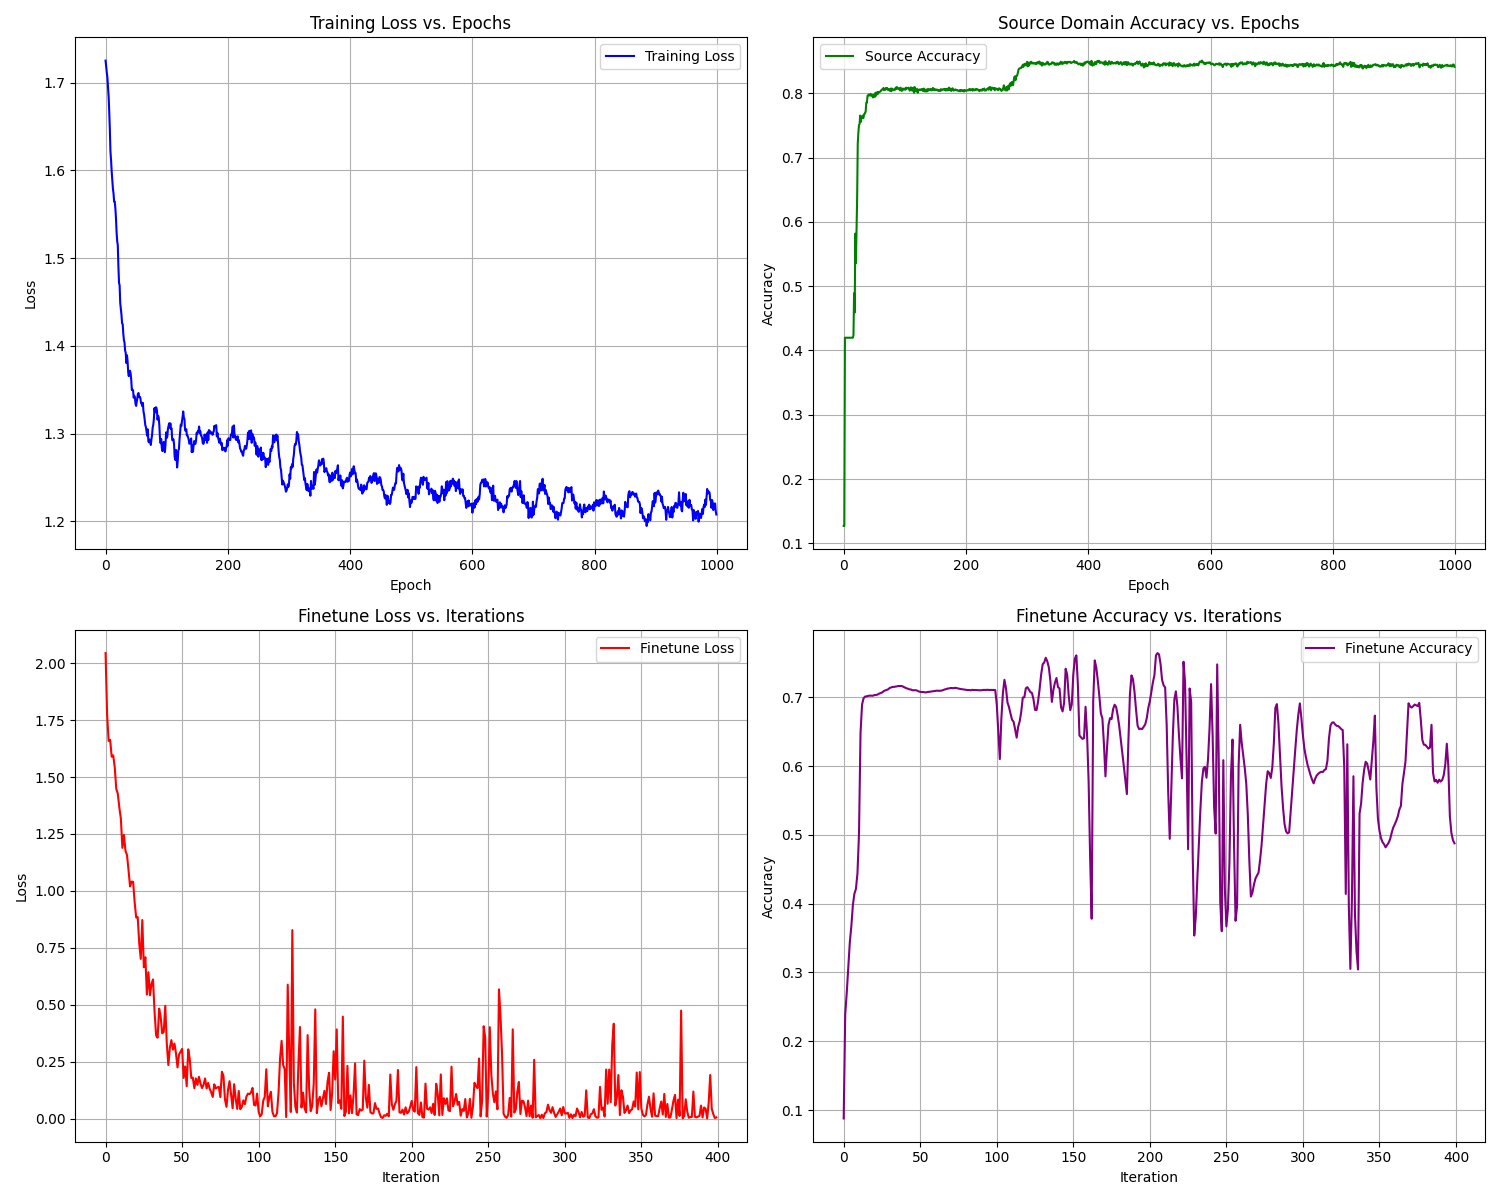 Training Loss vs. Epochs
Training Loss
1.7
1.6
1.5
1.4
1.3
1.2
Loss
0 200 400 600 800 1000
Epoch
Source Domain Accuracy vs. Epochs
Source Accuracy
0.8
0.7
0.6
0.5
0.4
0.3
0.2
0.1
Accuracy
0 200 400 600 800 1000
Epoch
Finetune Loss vs. Iterations
Finetune Loss
2.00
1.75
1.50
1.25
1.00
0.75
0.50
0.25
0.00
Loss
0 50 100 150 200 250 300 350 400
Iteration
Finetune Accuracy vs. Iterations
Finetune Accuracy
0.7
0.6
0.5
0.4
0.3
0.2
0.1
Accuracy
0 50 100 150 200 250 300 350 400
Iteration